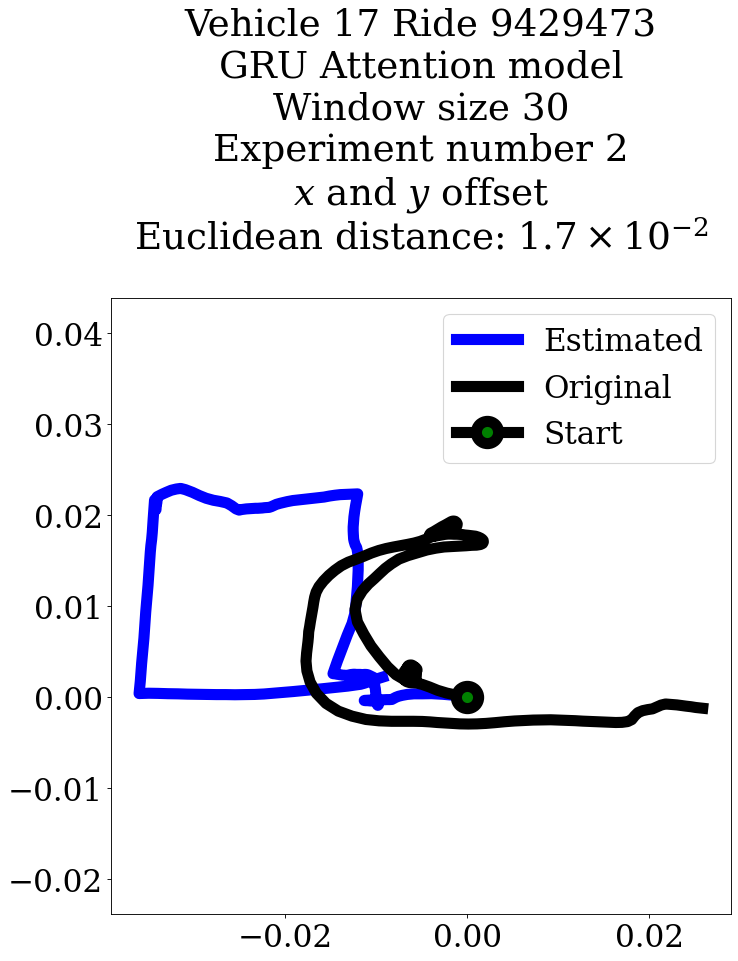 Vehicle 17 Ride 9429473
GRU Attention model
Window size 30
Experiment number 2
x and y offset
Euclidean distance: 1.7 × 10⁻²
Estimated
Original
Start
0.04
0.03
0.02
0.01
0.00
−0.01
−0.02
−0.02 0.00 0.02